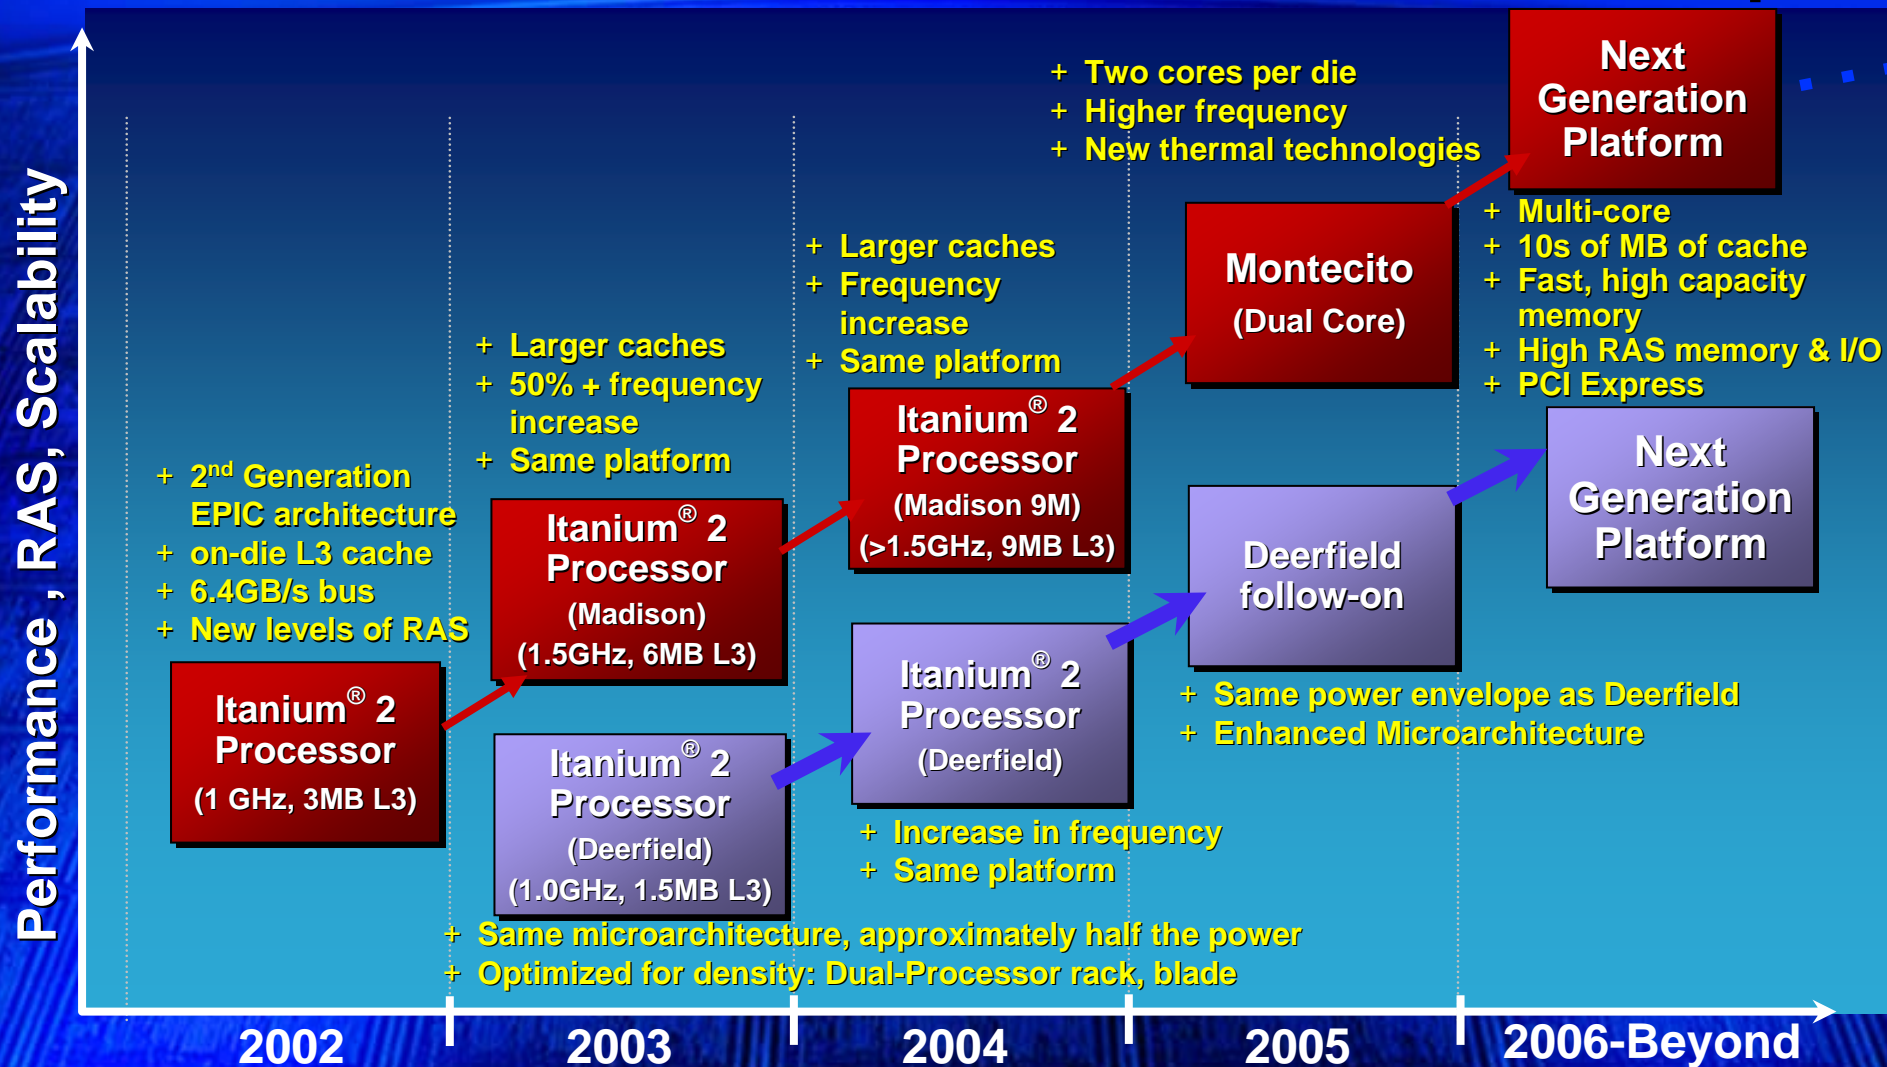 Performance , RAS, Scalability
+ 2nd Generation
EPIC architecture
+ on-die L3 cache
+ 6.4GB/s bus
+ New levels of RAS
Itanium® 2
Processor
(1 GHz, 3MB L3)
+ Larger caches
+ 50% + frequency
increase
+ Same platform
Itanium® 2
Processor
(Madison)
(1.5GHz, 6MB L3)
Itanium® 2
Processor
(Deerfield)
(1.0GHz, 1.5MB L3)
+ Same microarchitecture, approximately half the power
+ Optimized for density: Dual-Processor rack, blade
+ Larger caches
+ Frequency
increase
+ Same platform
Itanium® 2
Processor
(Madison 9M)
(>1.5GHz, 9MB L3)
Itanium® 2
Processor
(Deerfield)
+ Increase in frequency
+ Same platform
+ Two cores per die
+ Higher frequency
+ New thermal technologies
Montecito
(Dual Core)
Deerfield
follow-on
+ Same power envelope as Deerfield
+ Enhanced Microarchitecture
Next
Generation
Platform
+ Multi-core
+ 10s of MB of cache
+ Fast, high capacity
memory
+ High RAS memory & I/O
+ PCI Express
Next
Generation
Platform
2002
2003
2004
2005
2006-Beyond